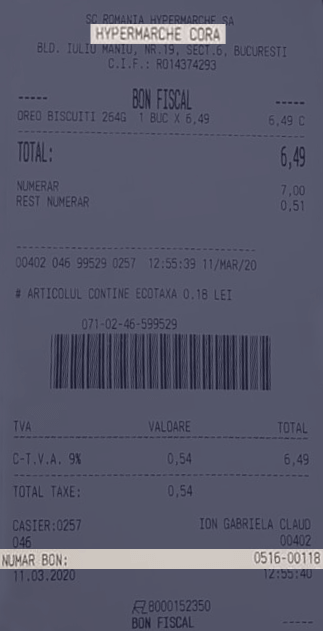 SC ROMANIA HYPERMARCHE SA
HYPERMARCHE CORA
BLD. IULIU MANIU, NR.19, SECT.6, BUCURESTI
C.I.F.: RO14374293
----- BON FISCAL -----
OREO BISCUITI 264G 1 BUC X 6,49 6,49 C
TOTAL: 6,49
NUMERAR 7,00
REST NUMERAR 0,51
00402 046 99529 0257 12:55:39 11/MAR/20
# ARTICOLUL CONTINE ECOTAXA 0.18 LEI
071-02-46-599529
TVA VALOARE TOTAL
C-T.V.A. 9% 0,54 6,49
TOTAL TAXE: 0,54
CASIER:0257 ION GABRIELA CLAUD
046 00402
NUMAR BON: 0516-00118
11.03.2020 12:55:40
8000152350
BON FISCAL -----